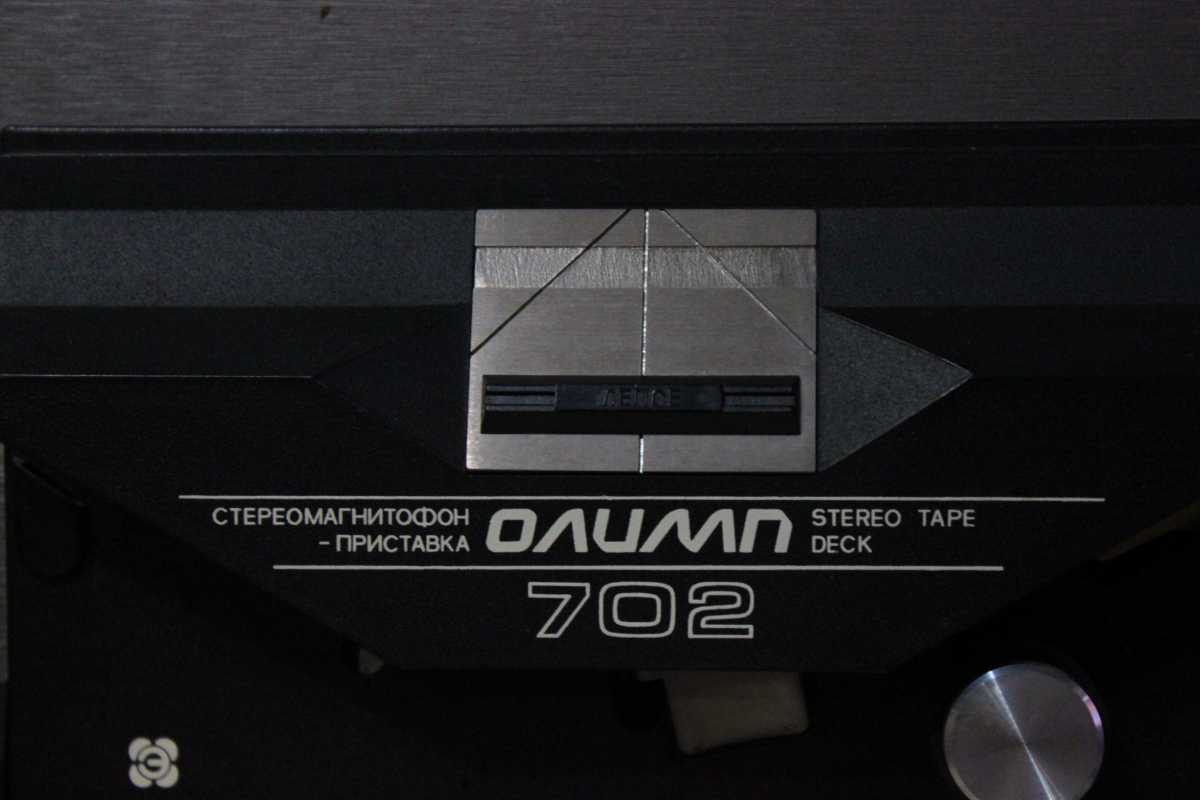 СТЕРЕОМАГНИТОФОН
-ПРИСТАВКА
ОЛИМП
STEREO TAPE
DECK
702